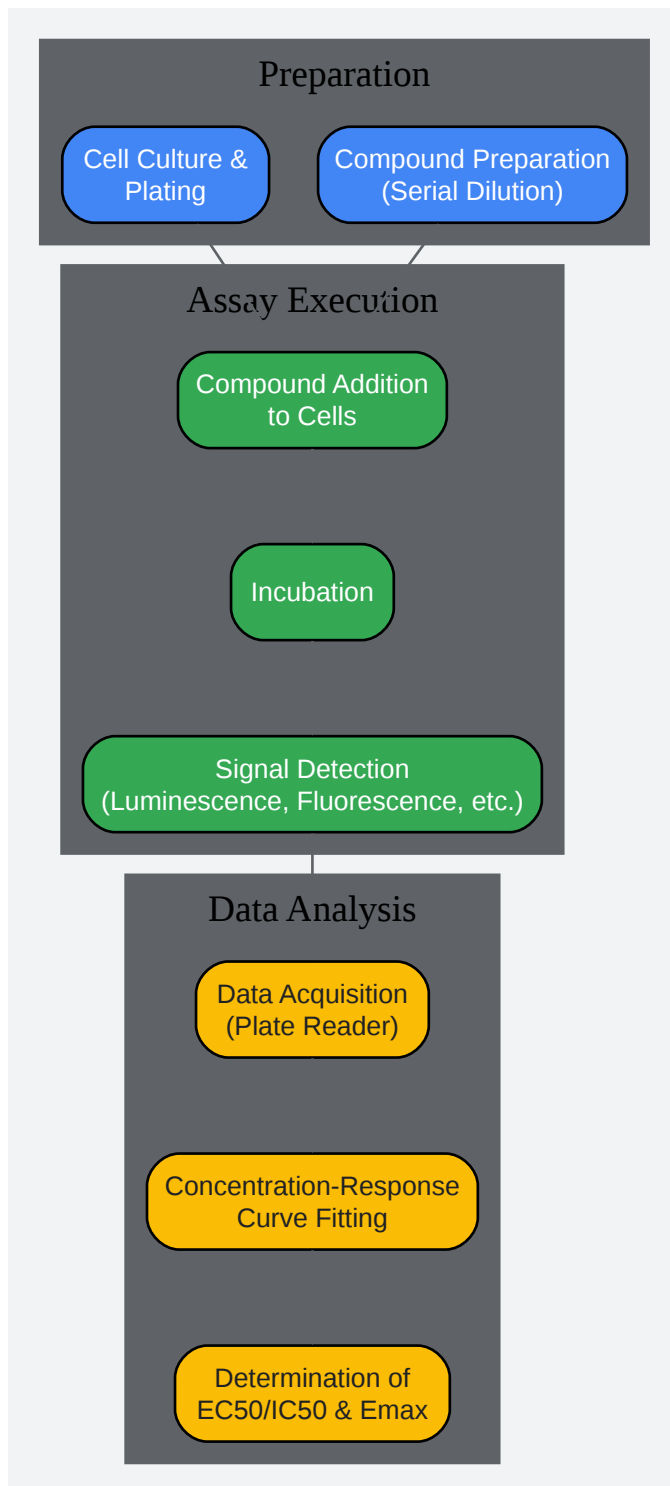 Preparation
Cell Culture &
Plating
Compound Preparation
(Serial Dilution)
Assay Execution
Compound Addition
to Cells
Incubation
Signal Detection
(Luminescence, Fluorescence, etc.)
Data Analysis
Data Acquisition
(Plate Reader)
Concentration-Response
Curve Fitting
Determination of
EC50/IC50 & Emax